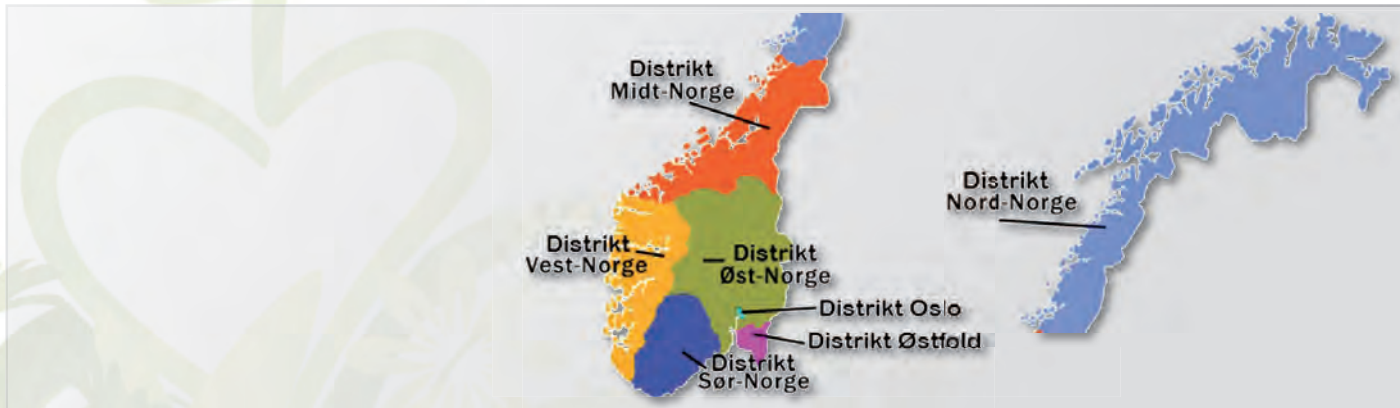 Distrikt
Midt-Norge
Distrikt
Nord-Norge
Distrikt
Vest-Norge
Distrikt
Øst-Norge
Distrikt Oslo
Distrikt Østfold
Distrikt
Sør-Norge